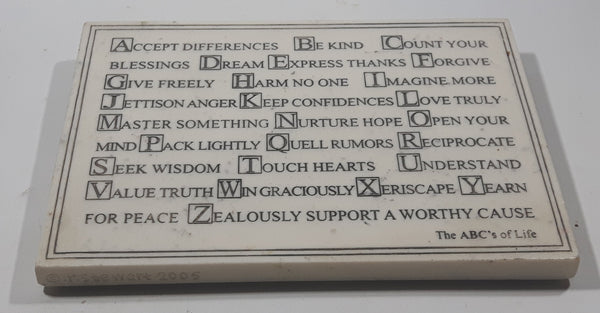 ACCEPT DIFFERENCES BE KIND COUNT YOUR
BLESSINGS DREAM EXPRESS THANKS FORGIVE
GIVE FREELY HARM NO ONE IMAGINE MORE
JETTISON ANGER KEEP CONFIDENCES LOVE TRULY
MASTER SOMETHING NURTURE HOPE OPEN YOUR
MIND PACK LIGHTLY QUELL RUMORS RECIPROCATE
SEEK WISDOM TOUCH HEARTS UNDERSTAND
VALUE TRUTH WIN GRACIOUSLY XERISCAPE YEARN
FOR PEACE ZEALOUSLY SUPPORT A WORTHY CAUSE
The ABC's of Life
©.r.stewart 2005